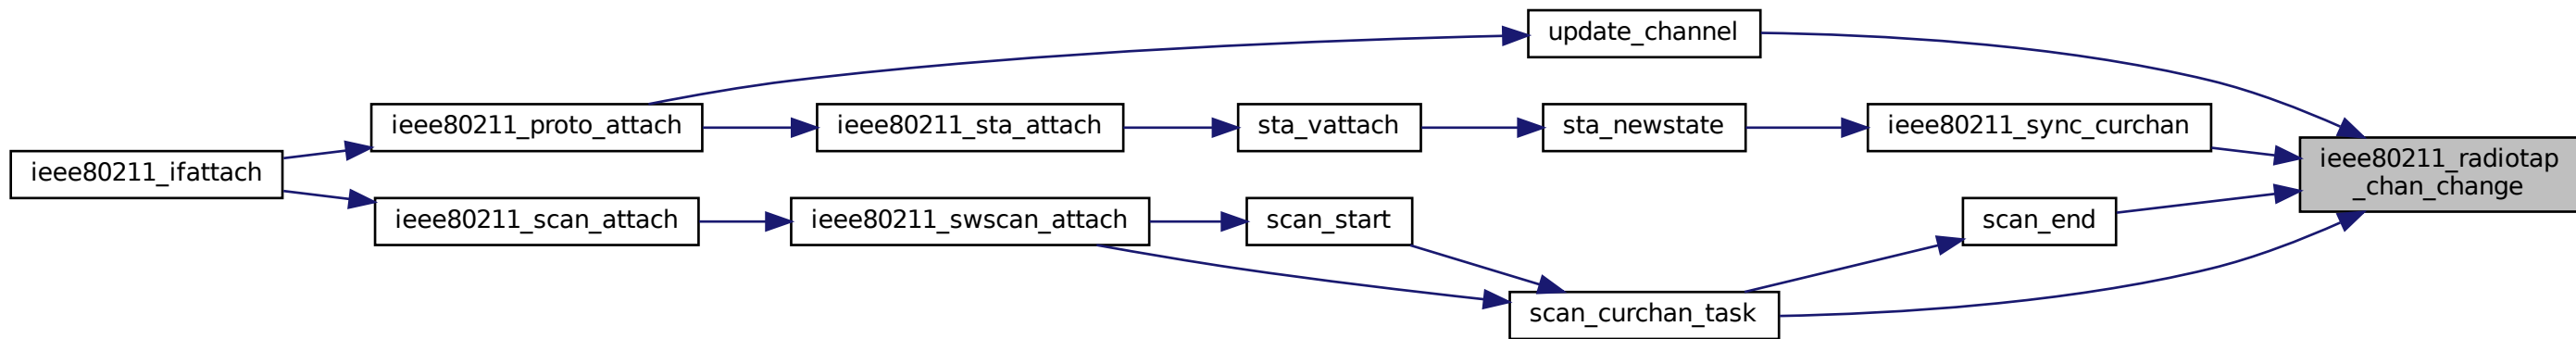 update_channel
ieee80211_proto_attach
ieee80211_sta_attach
sta_vattach
sta_newstate
ieee80211_sync_curchan
ieee80211_ifattach
ieee80211_radiotap
_chan_change
ieee80211_scan_attach
ieee80211_swscan_attach
scan_start
scan_end
scan_curchan_task